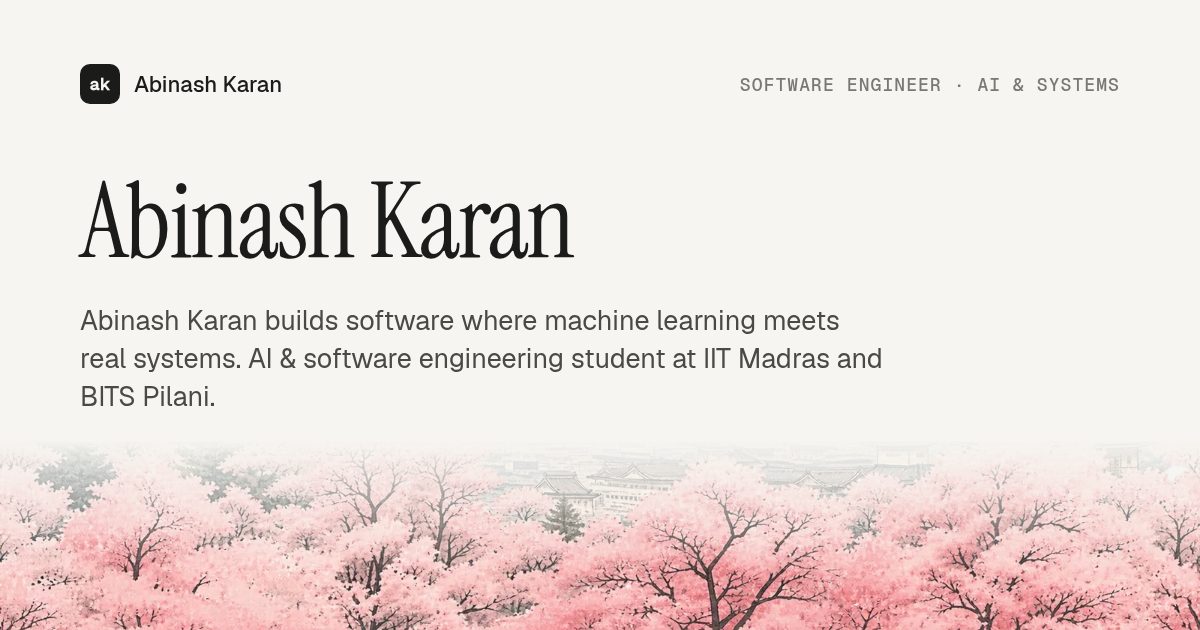 ak
Abinash Karan
SOFTWARE ENGINEER · AI & SYSTEMS
Abinash Karan
Abinash Karan builds software where machine learning meets
real systems. AI & software engineering student at IIT Madras and
BITS Pilani.